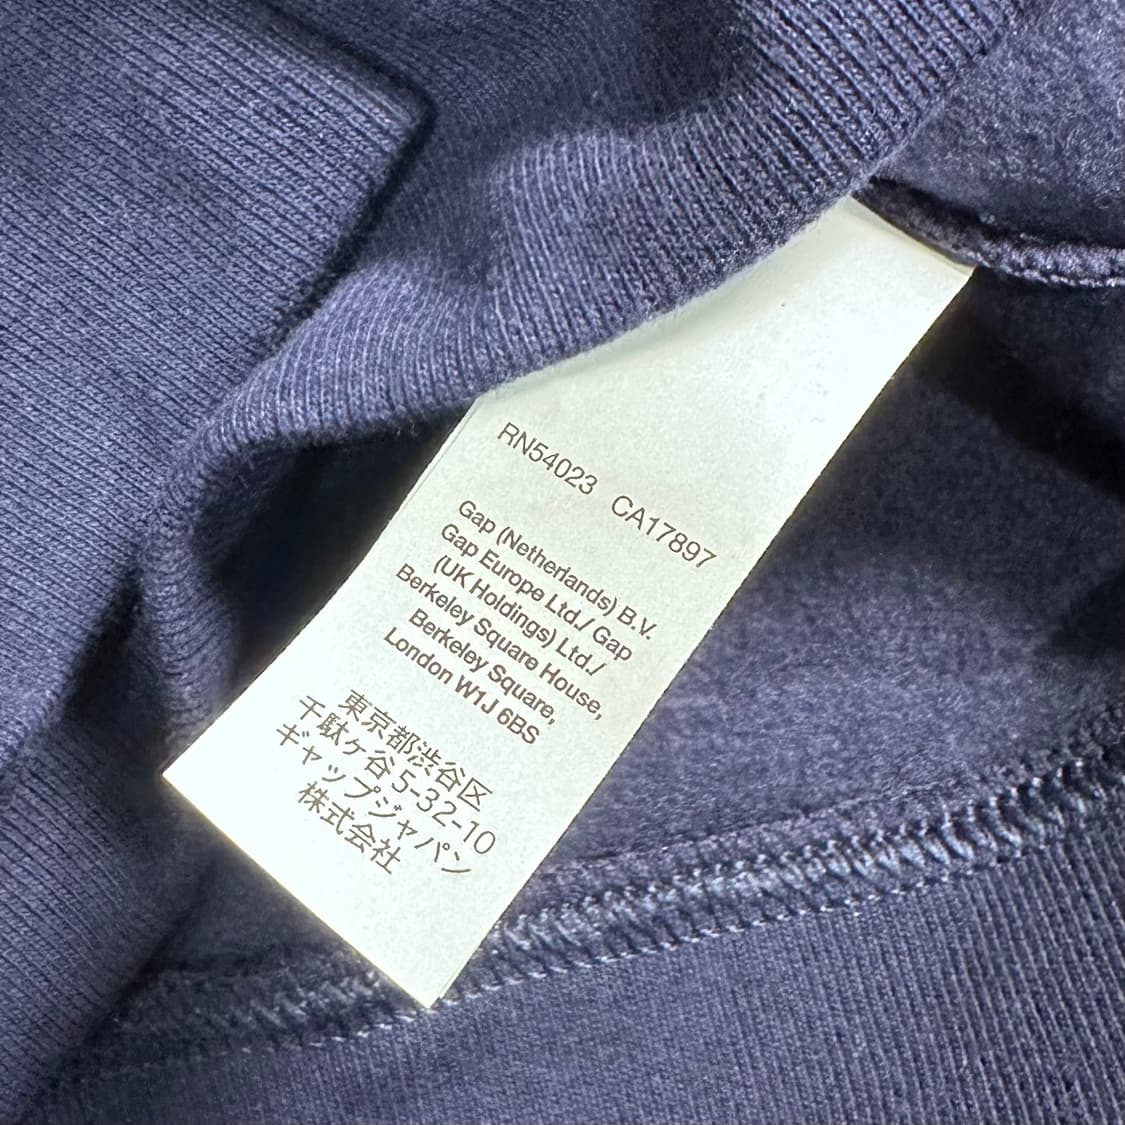 RN54023 CA17897
Gap (Netherlands) B.V.
Gap Europe Ltd./ Gap
(UK Holdings) Ltd./
Berkeley Square House,
Berkeley Square,
London W1J 6BS
東京都渋谷区
千駄ヶ谷5-32-10
ギャップジャパン
株式会社